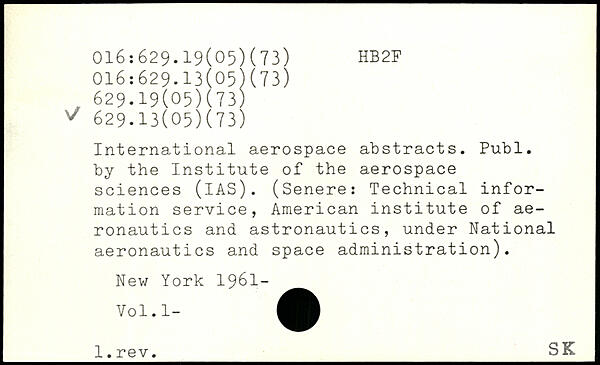 016:629.19(05)(73) HB2F
016:629.13(05)(73)
629.19(05)(73)
✓ 629.13(05)(73)
International aerospace abstracts. Publ.
by the Institute of the aerospace
sciences (IAS). (Senere: Technical infor-
mation service, American institute of ae-
ronautics and astronautics, under National
aeronautics and space administration).
New York 1961-
Vol.1-
1.rev. SK